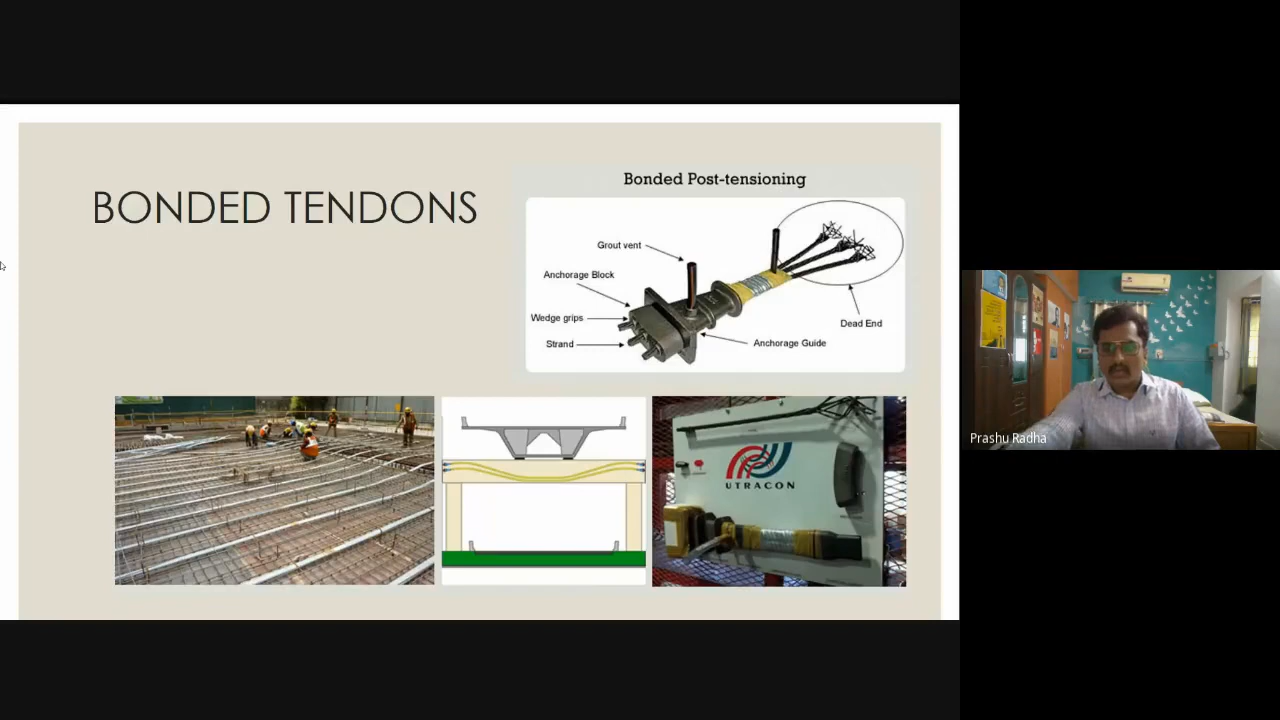 BONDED TENDONS
Bonded Post-tensioning
Grout vent
Anchorage Block
Wedge grips
Strand
Anchorage Guide
Dead End
UTRACON
Prashu Radha